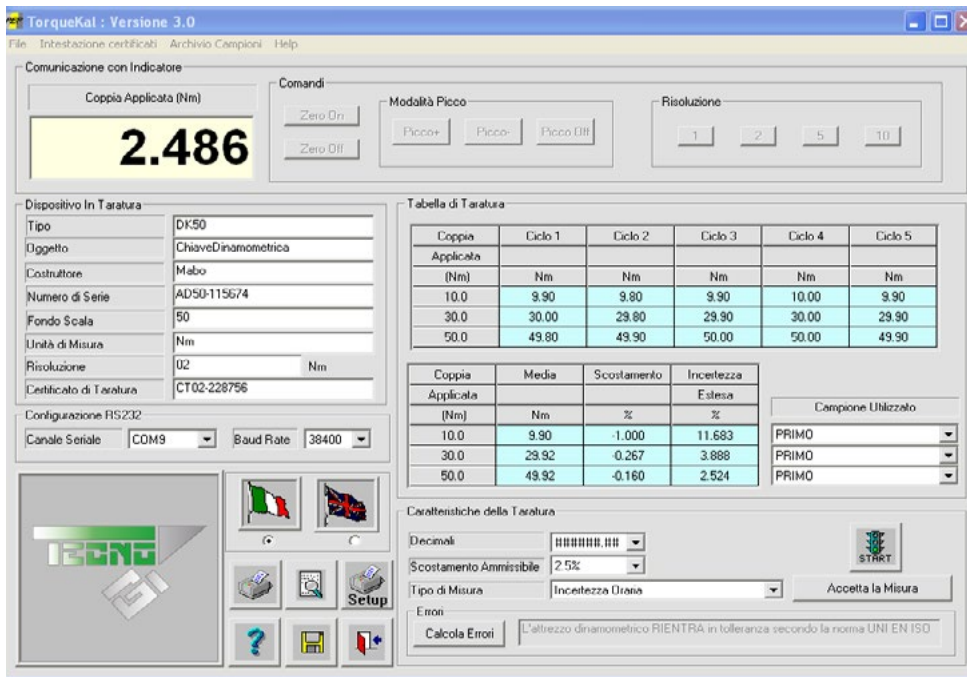 TorqueKal : Versione 3.0
File Intestazione certificati Archivio Campioni Help
Comunicazione con Indicatore
Coppia Applicata (Nm)
2.486
Comandi
Zero On
Zero Off
Modalità Picco
Picco+ Picco- Picco Off
Risoluzione
1 2 5 10
Dispositivo In Taratura
Tipo DK50
Oggetto ChiaveDinamometrica
Costruttore Mabo
Numero di Serie AD50-115674
Fondo Scala 50
Unità di Misura Nm
Risoluzione 02 Nm
Certificato di Taratura CT02-228756
Configurazione RS232
Canale Seriale COM9 Baud Rate 38400
TECNO
Setup
Tabella di Taratura
Coppia Ciclo 1 Ciclo 2 Ciclo 3 Ciclo 4 Ciclo 5
Applicata
(Nm) Nm Nm Nm Nm Nm
10.0 9.90 9.80 9.90 10.00 9.90
30.0 30.00 29.80 29.90 30.00 29.90
50.0 49.80 49.90 50.00 50.00 49.90
Coppia Media Scostamento Incertezza
Applicata Estesa
(Nm) Nm % %
10.0 9.90 -1.000 11.683
30.0 29.92 -0.267 3.888
50.0 49.92 -0.160 2.524
Campione Utilizzato
PRIMO
PRIMO
PRIMO
Caratteristiche della Taratura
Decimali ######.##
Scostamento Ammissibile 2.5%
Tipo di Misura Incertezza Oraria
START
Accetta la Misura
Errori
Calcola Errori L'attrezzo dinamometrico RIENTRA in tolleranza secondo la norma UNI EN ISO